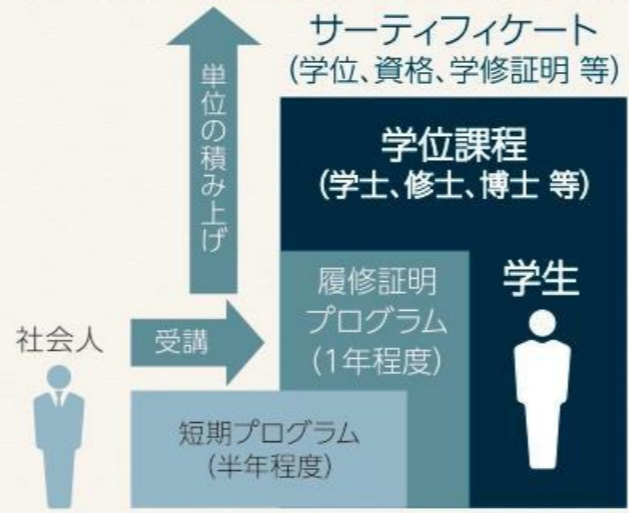 サーティフィケート
(学位、資格、学修証明 等)
単位の積み上げ
学位課程
(学士、修士、博士 等)
履修証明
プログラム
(1年程度)
学生
社会人
受講
短期プログラム
(半年程度)